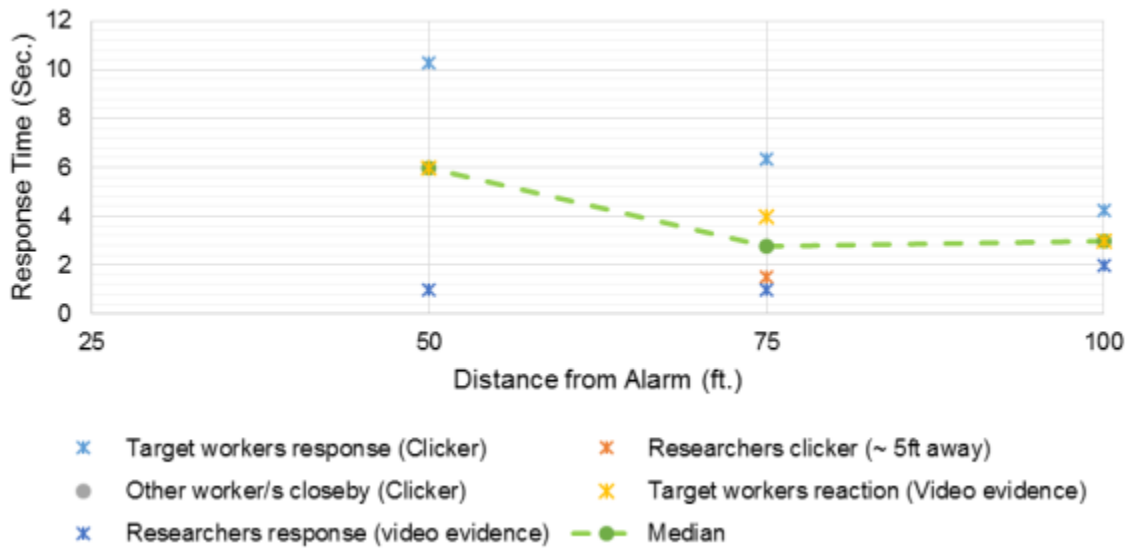 12
10
8
6
4
2
0
Response Time (Sec.)
25 50 75 100
Distance from Alarm (ft.)
Target workers response (Clicker) Researchers clicker (~ 5ft away)
Other worker/s closeby (Clicker) Target workers reaction (Video evidence)
Researchers response (video evidence) Median